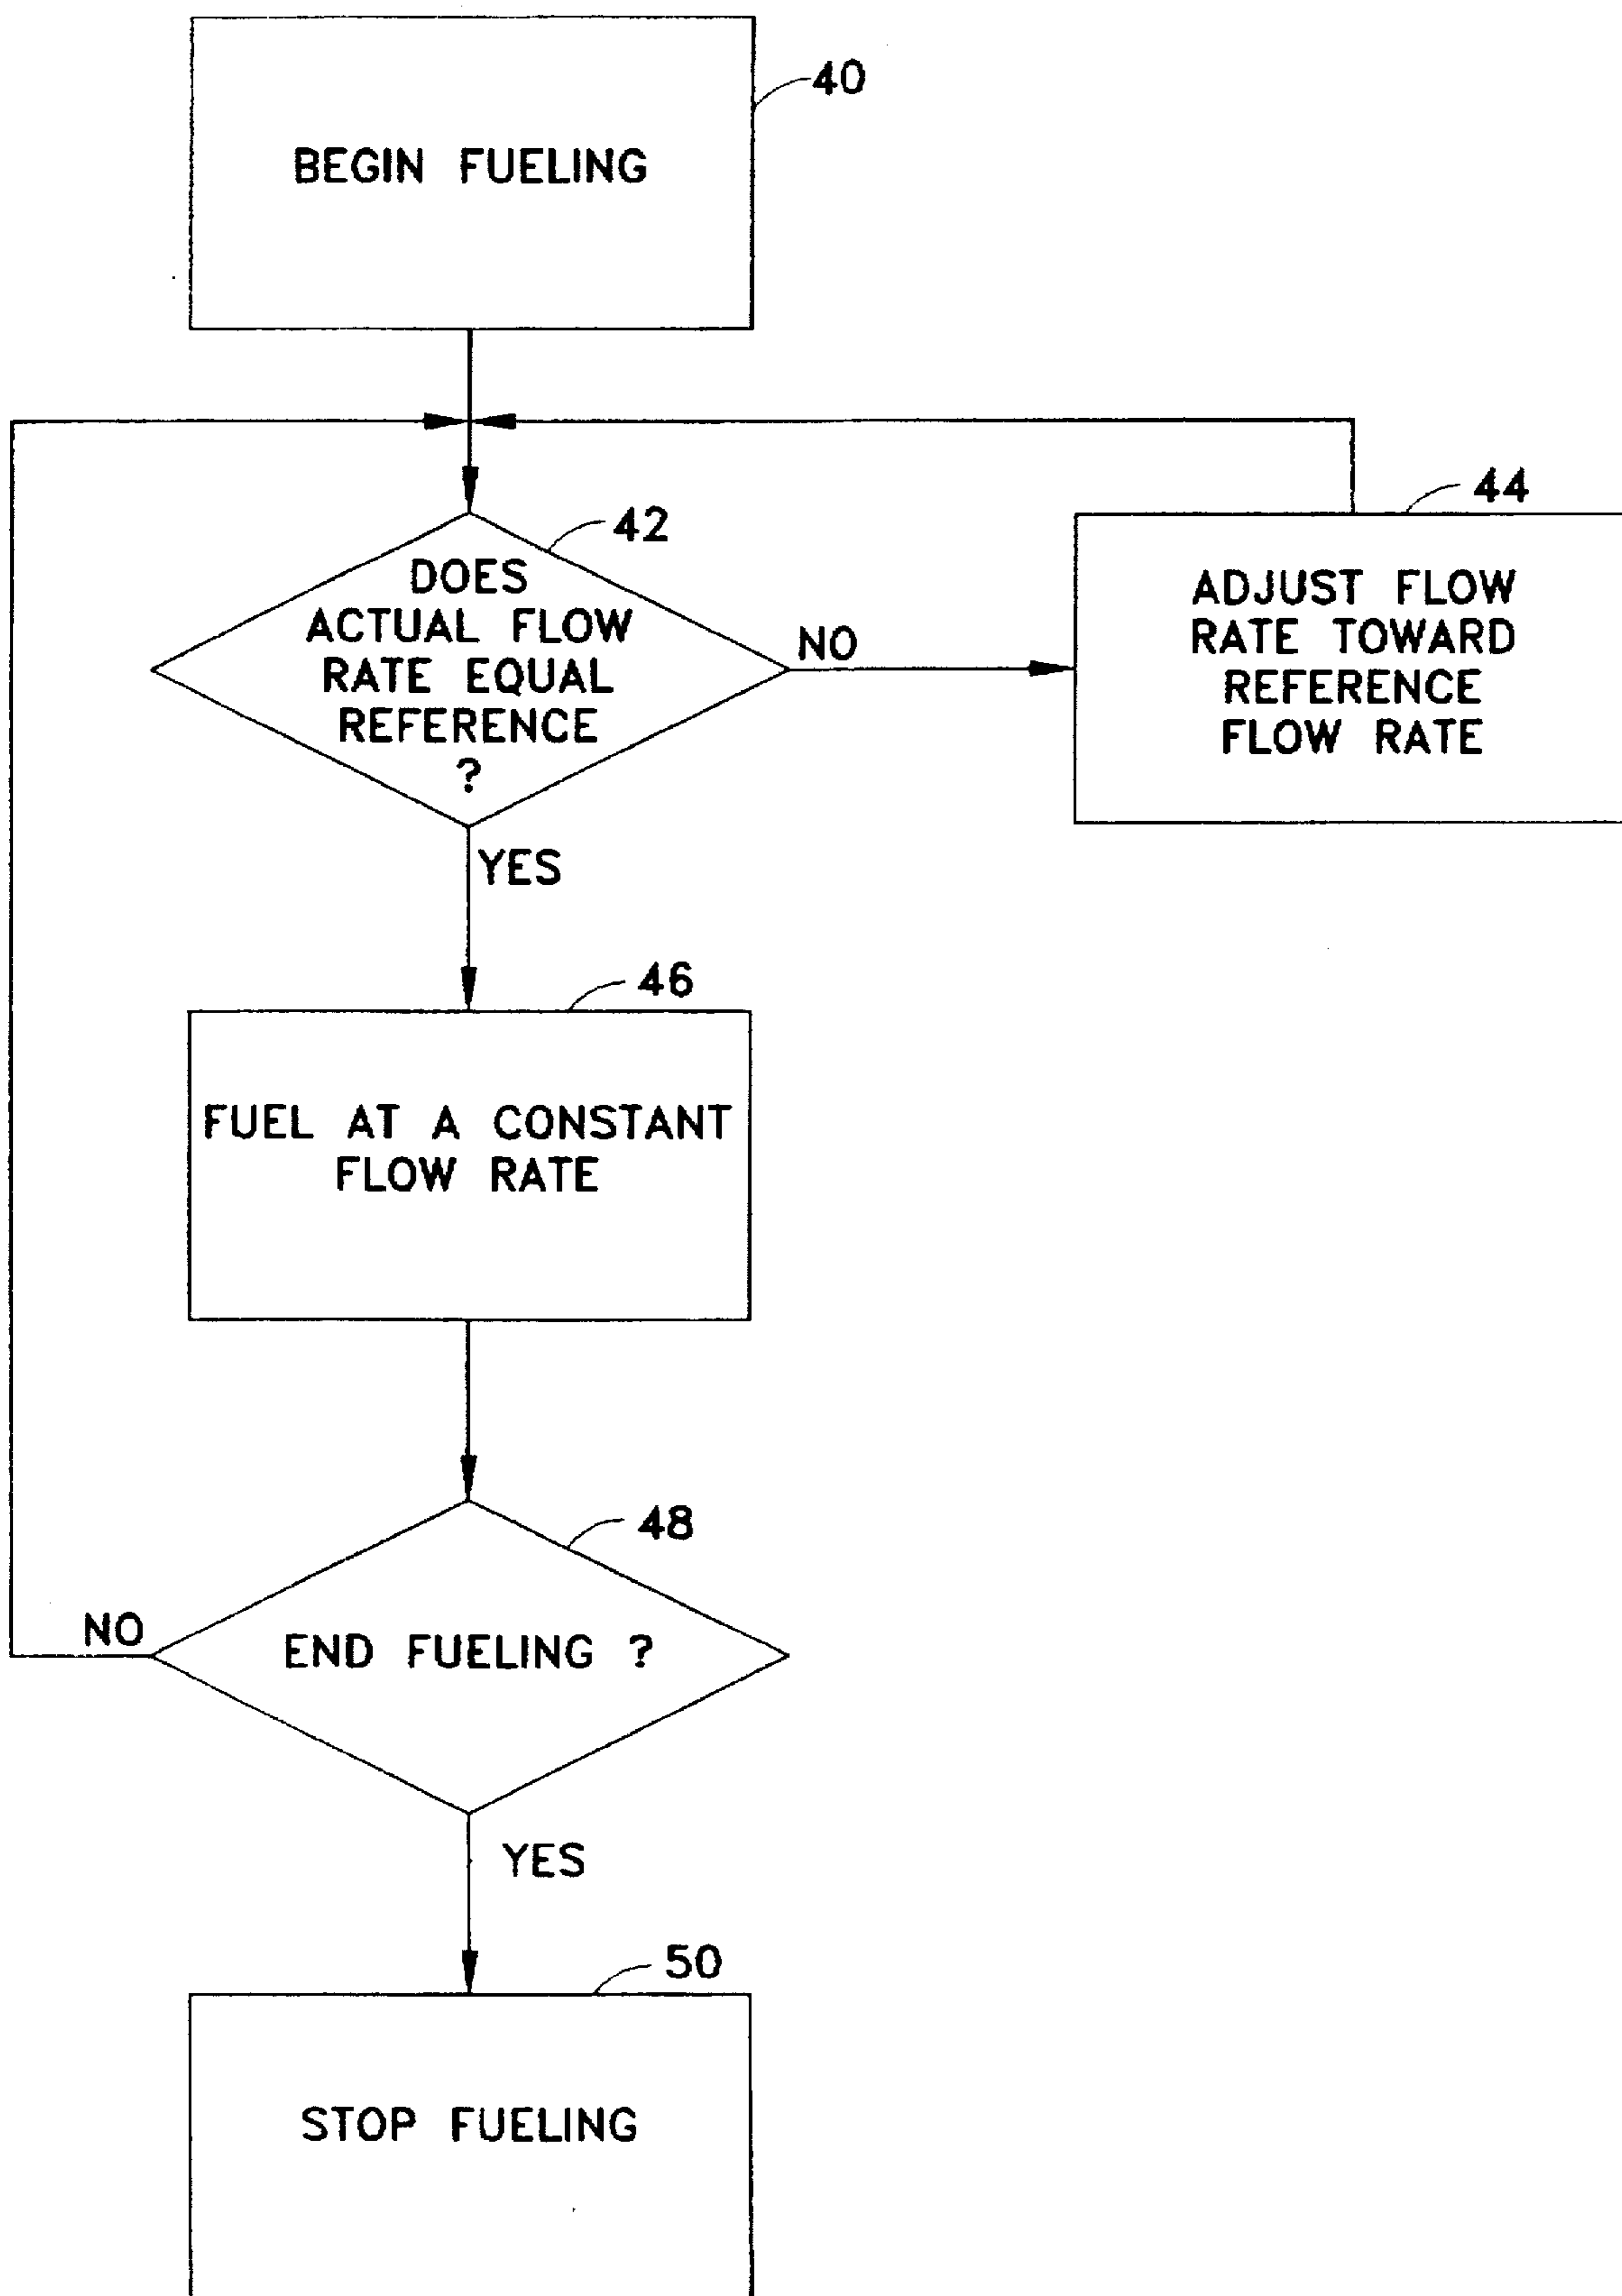 40
BEGIN FUELING
42
DOES
ACTUAL FLOW
RATE EQUAL
REFERENCE
?
NO
44
ADJUST FLOW
RATE TOWARD
REFERENCE
FLOW RATE
YES
46
FUEL AT A CONSTANT
FLOW RATE
48
NO
END FUELING ?
YES
50
STOP FUELING